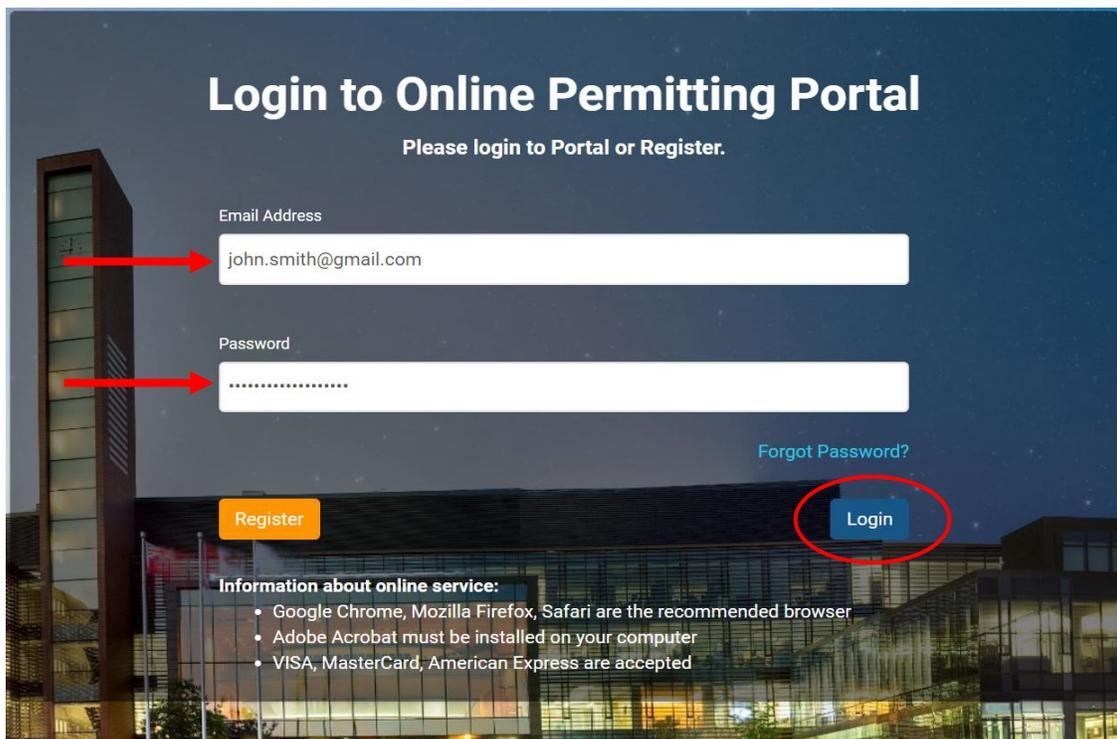 Login to Online Permitting Portal
Please login to Portal or Register.
Email Address
john.smith@gmail.com
Password
•••••••••••••••••••
Forgot Password?
Register
Login
Information about online service:
• Google Chrome, Mozilla Firefox, Safari are the recommended browser
• Adobe Acrobat must be installed on your computer
• VISA, MasterCard, American Express are accepted